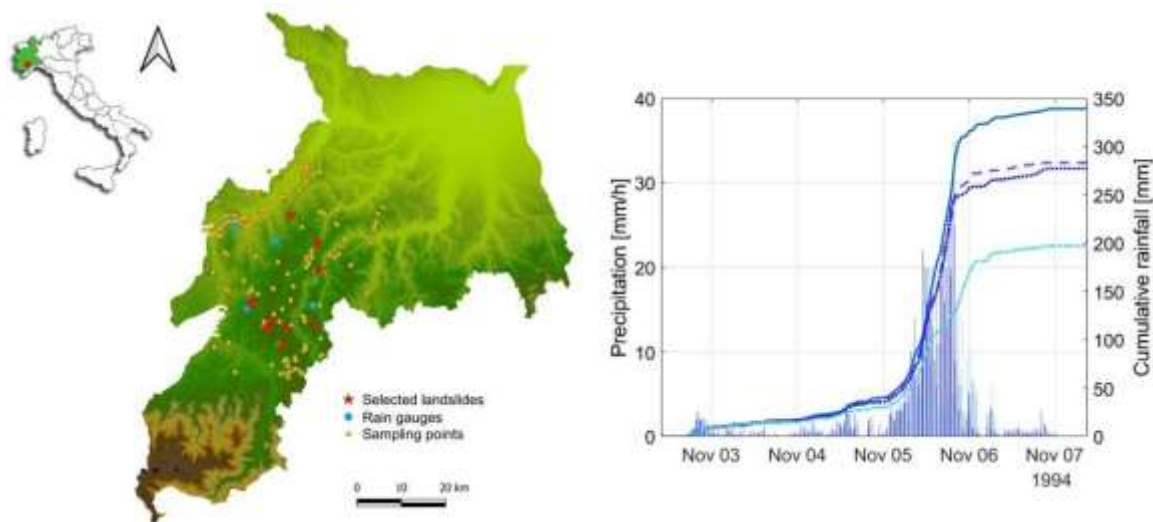 Selected landslides
Rain gauges
Sampling points
0 10 20 km
Precipitation [mm/h]
40
30
20
10
0
Cumulative rainfall [mm]
350
300
250
200
150
100
50
0
Nov 03 Nov 04 Nov 05 Nov 06 Nov 07
1994